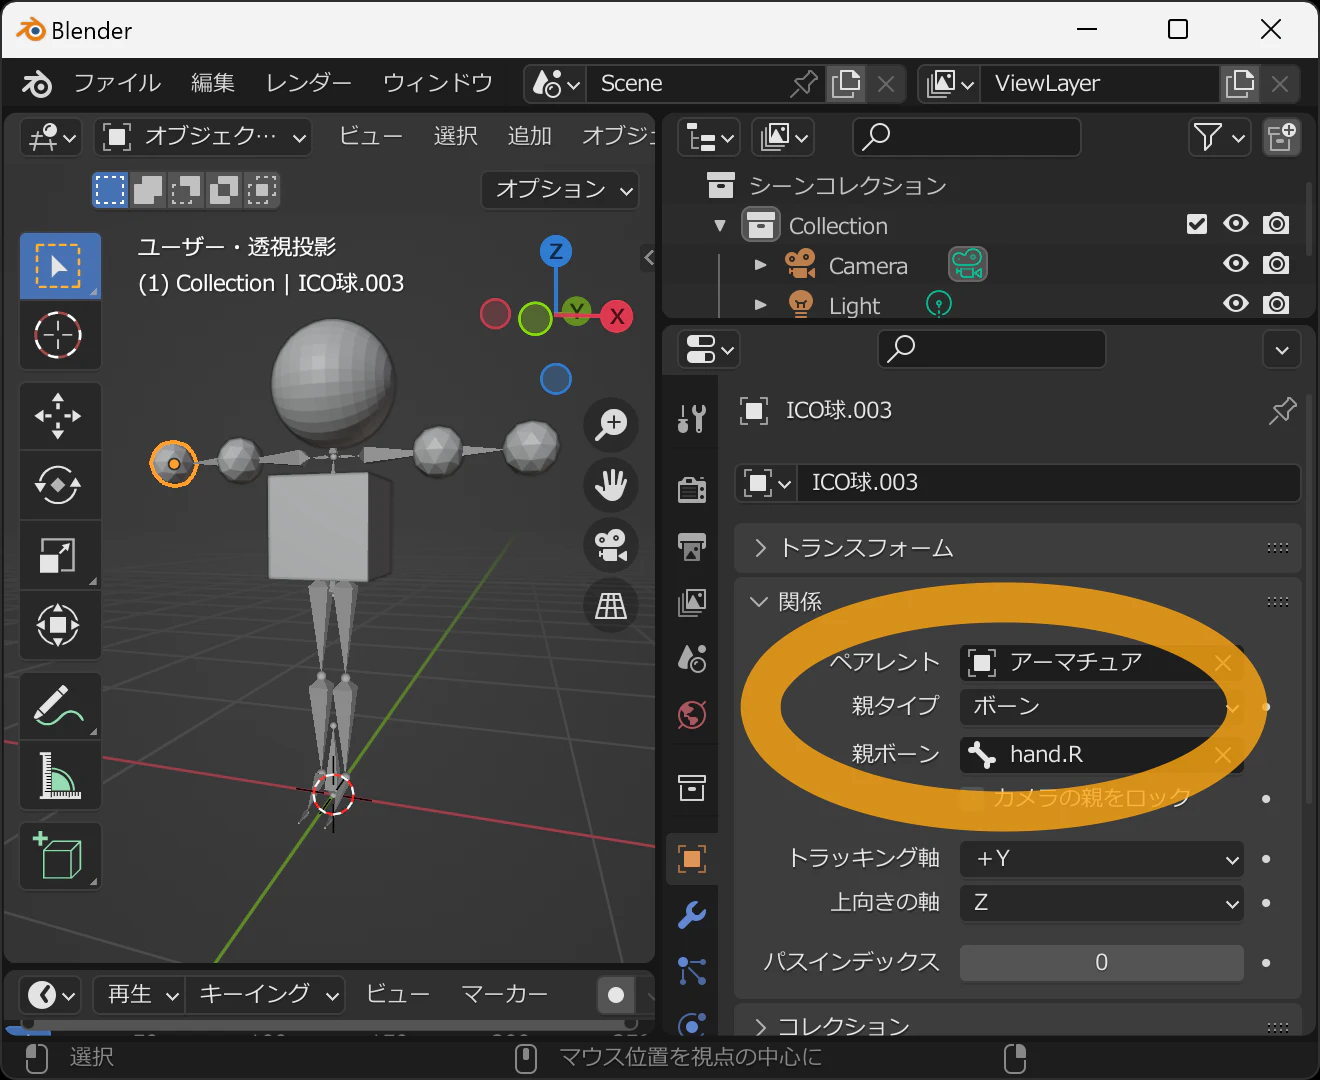 Blender
ファイル 編集 レンダー ウィンドウ Scene ViewLayer
オブジェク… ビュー 選択 追加
オプション
ユーザー・透視投影
(1) Collection | ICO球.003
Z
Y
X
シーンコレクション
Collection
Camera
Light
ICO球.003
ICO球.003
トランスフォーム
関係
ペアレント アーマチュア
親タイプ ボーン
親ボーン hand.R
カメラの親をロック
トラッキング軸 +Y
上向きの軸 Z
パスインデックス 0
コレクション
再生 キーイング ビュー マーカー
選択 マウス位置を視点の中心に